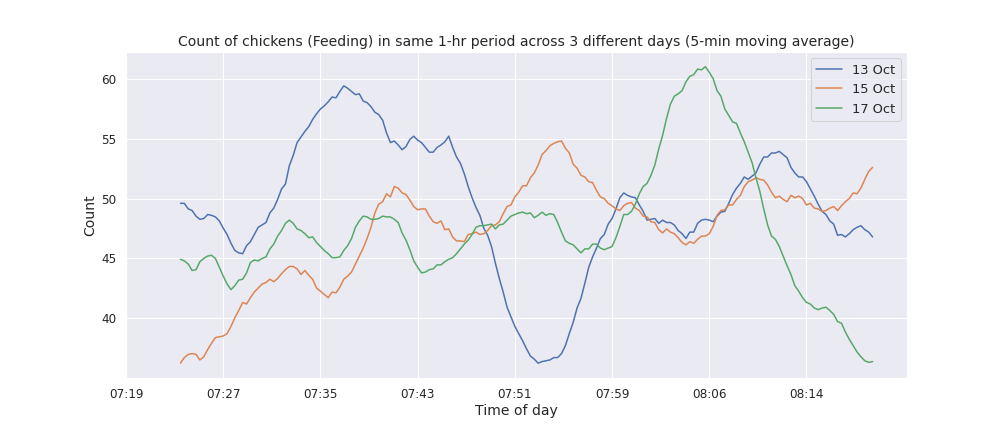 Count of chickens (Feeding) in same 1-hr period across 3 different days (5-min moving average)
13 Oct
15 Oct
17 Oct
60
55
50
45
40
Count
07:19 07:27 07:35 07:43 07:51 07:59 08:06 08:14
Time of day